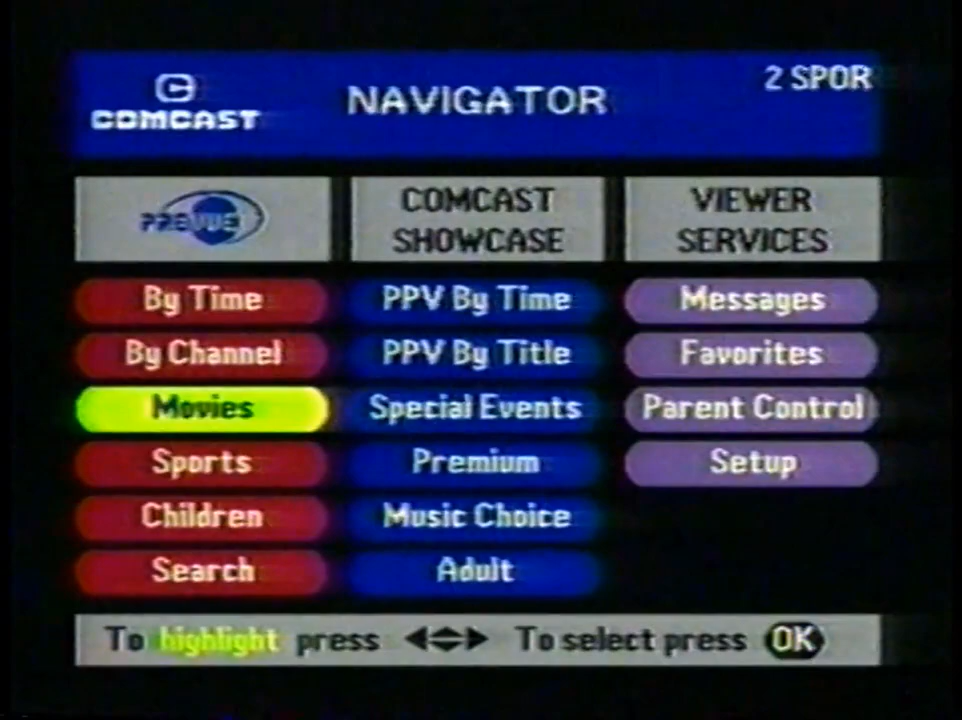 C
COMCAST
NAVIGATOR
2 SPOR
PREVUE
COMCAST
SHOWCASE
VIEWER
SERVICES
By Time
PPV By Time
Messages
By Channel
PPV By Title
Favorites
Movies
Special Events
Parent Control
Sports
Premium
Setup
Children
Music Choice
Search
Adult
To highlight press ◀▲▼▶ To select press OK